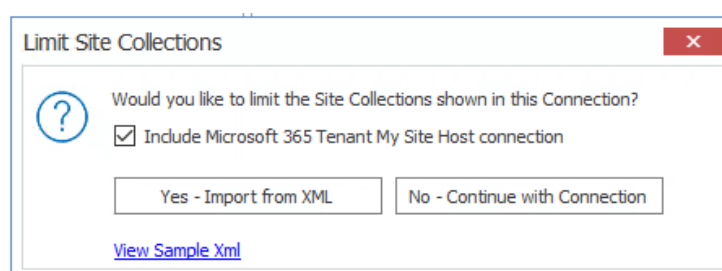 Limit Site Collections
Would you like to limit the Site Collections shown in this Connection?
Include Microsoft 365 Tenant My Site Host connection
Yes - Import from XML
No - Continue with Connection
View Sample Xml